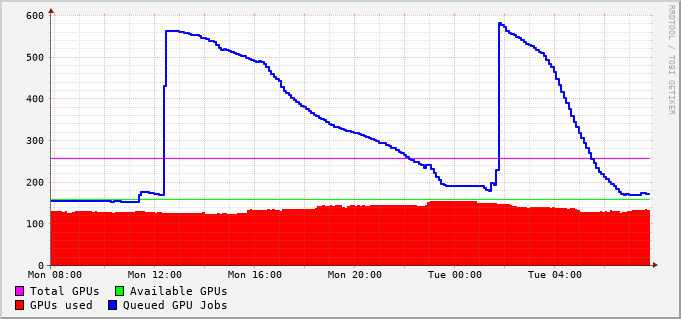 600
500
400
300
200
100
0
Mon 08:00 Mon 12:00 Mon 16:00 Mon 20:00 Tue 00:00 Tue 04:00
Total GPUs Available GPUs
GPUs used Queued GPU Jobs
RRDTOOL / TOBI OETIKER